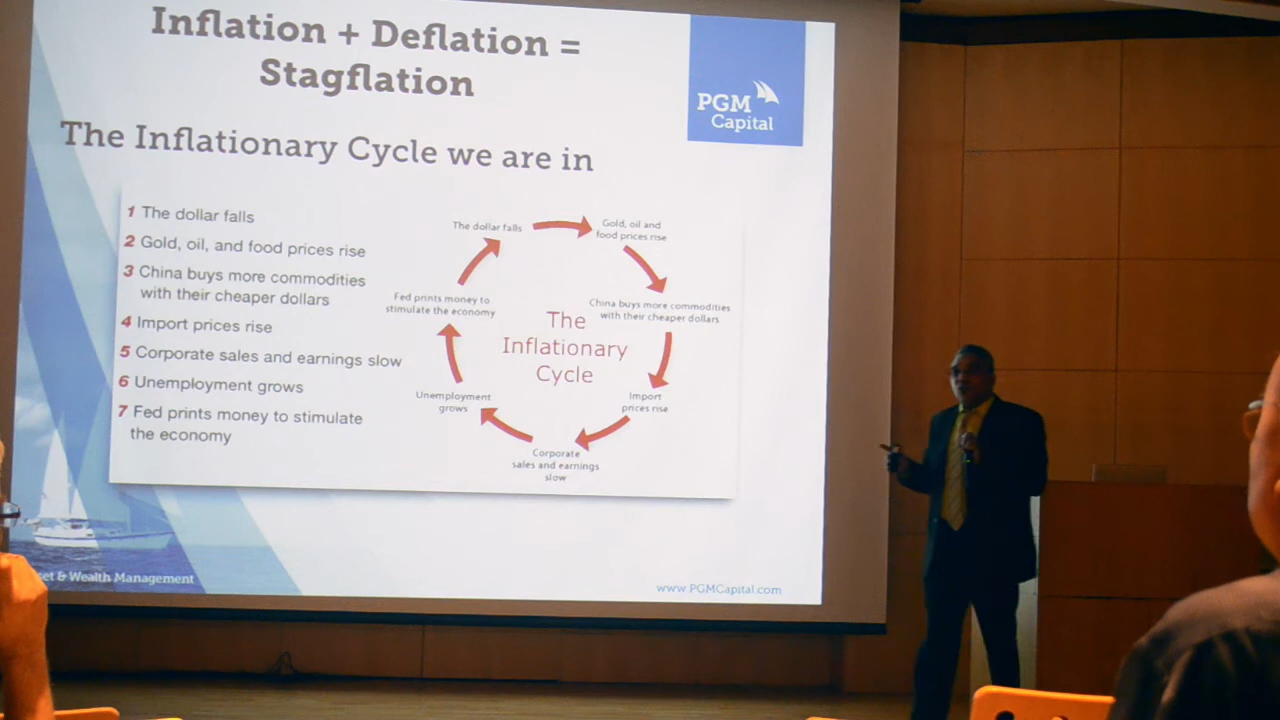 Inflation + Deflation =
Stagflation
PGM
Capital
The Inflationary Cycle we are in
1 The dollar falls
2 Gold, oil, and food prices rise
3 China buys more commodities
with their cheaper dollars
4 Import prices rise
5 Corporate sales and earnings slow
6 Unemployment grows
7 Fed prints money to stimulate
the economy
The dollar falls
Gold, oil and
food prices rise
China buys more commodities
with their cheaper dollars
Import
prices rise
Corporate
sales and earnings
slow
Unemployment
grows
Fed prints money to
stimulate the economy
The
Inflationary
Cycle
& Wealth Management
www.PGMCapital.com